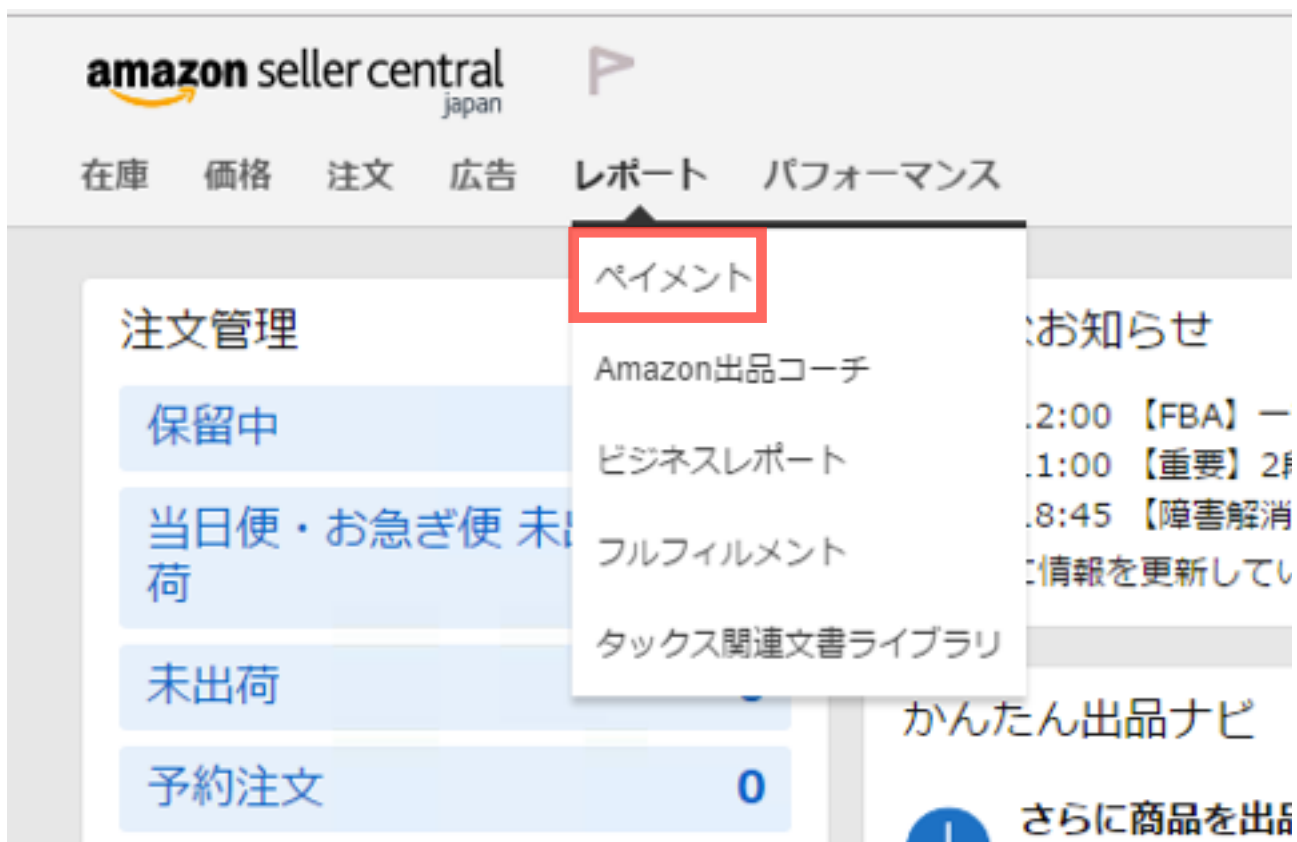 amazon seller central
japan
在庫 価格 注文 広告 レポート パフォーマンス
ペイメント
Amazon出品コーチ
ビジネスレポート
フルフィルメント
タックス関連文書ライブラリ
注文管理
保留中
当日便・お急ぎ便 未
荷
未出荷
予約注文 0
お知らせ
2:00 【FBA】一
1:00 【重要】2
8:45 【障害解消
情報を更新してい
かんたん出品ナビ
さらに商品を出品